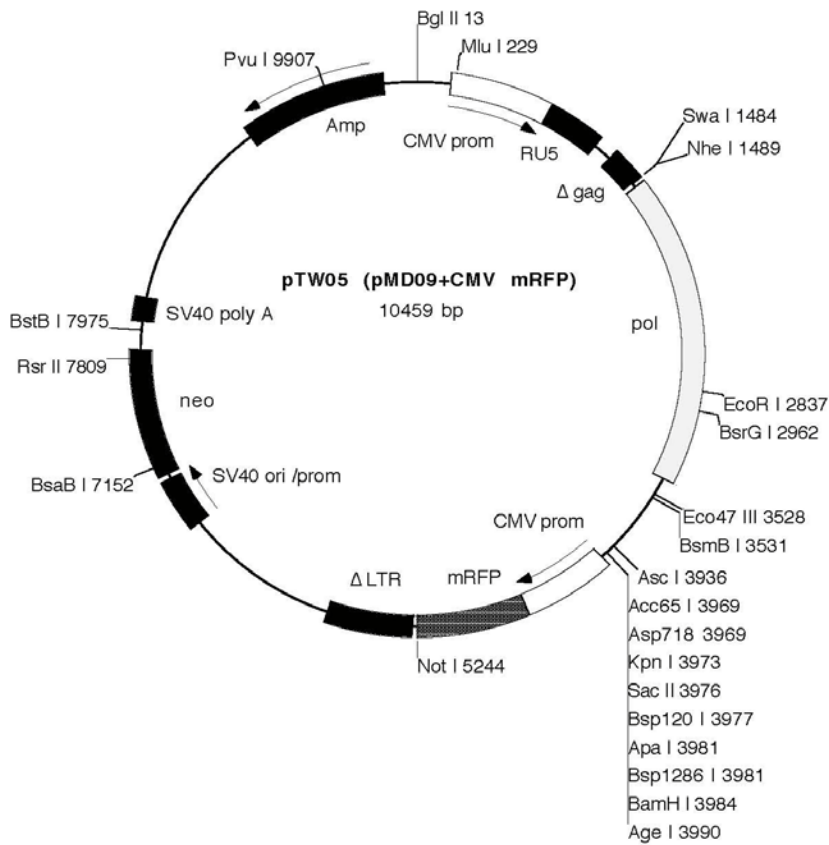 Bgl II 13
Mlu I 229
Pvu I 9907
Amp
CMV prom
RU5
Swa I 1484
Nhe I 1489
Δ gag
pTW05 (pMD09+CMV mRFP)
10459 bp
SV40 poly A
BstB I 7975
pol
Rsr II 7809
neo
EcoR I 2837
BsrG I 2962
SV40 ori /prom
BsaB I 7152
CMV prom
Eco47 III 3528
BsmB I 3531
Δ LTR
mRFP
Asc I 3936
Acc65 I 3969
Asp718 3969
Not I 5244
Kpn I 3973
Sac II 3976
Bsp120 I 3977
Apa I 3981
Bsp1286 I 3981
BamH I 3984
Age I 3990